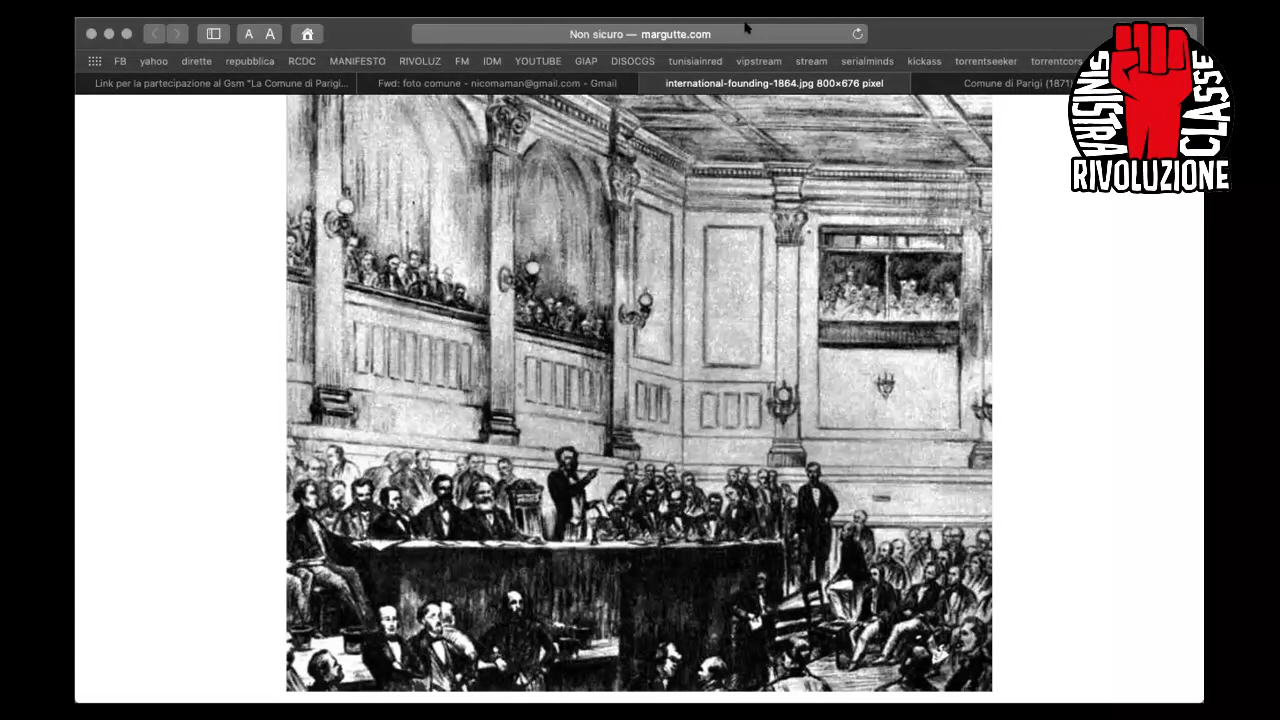 Non sicuro — margutte.com
A A
FB yahoo dirette repubblica RCDC MANIFESTO RIVOLUZ FM IDM YOUTUBE GIAP DISOCGS tunisiainred vipstream stream serialminds kickass torrentseeker torrentcors
Link per la partecipazione al Gsm "La Comune di Parigi... Fwd: foto comune - nicomaman@gmail.com - Gmail international-founding-1864.jpg 800×676 pixel Comune di Parigi (1871)
SINISTRA
CLASSE
RIVOLUZIONE